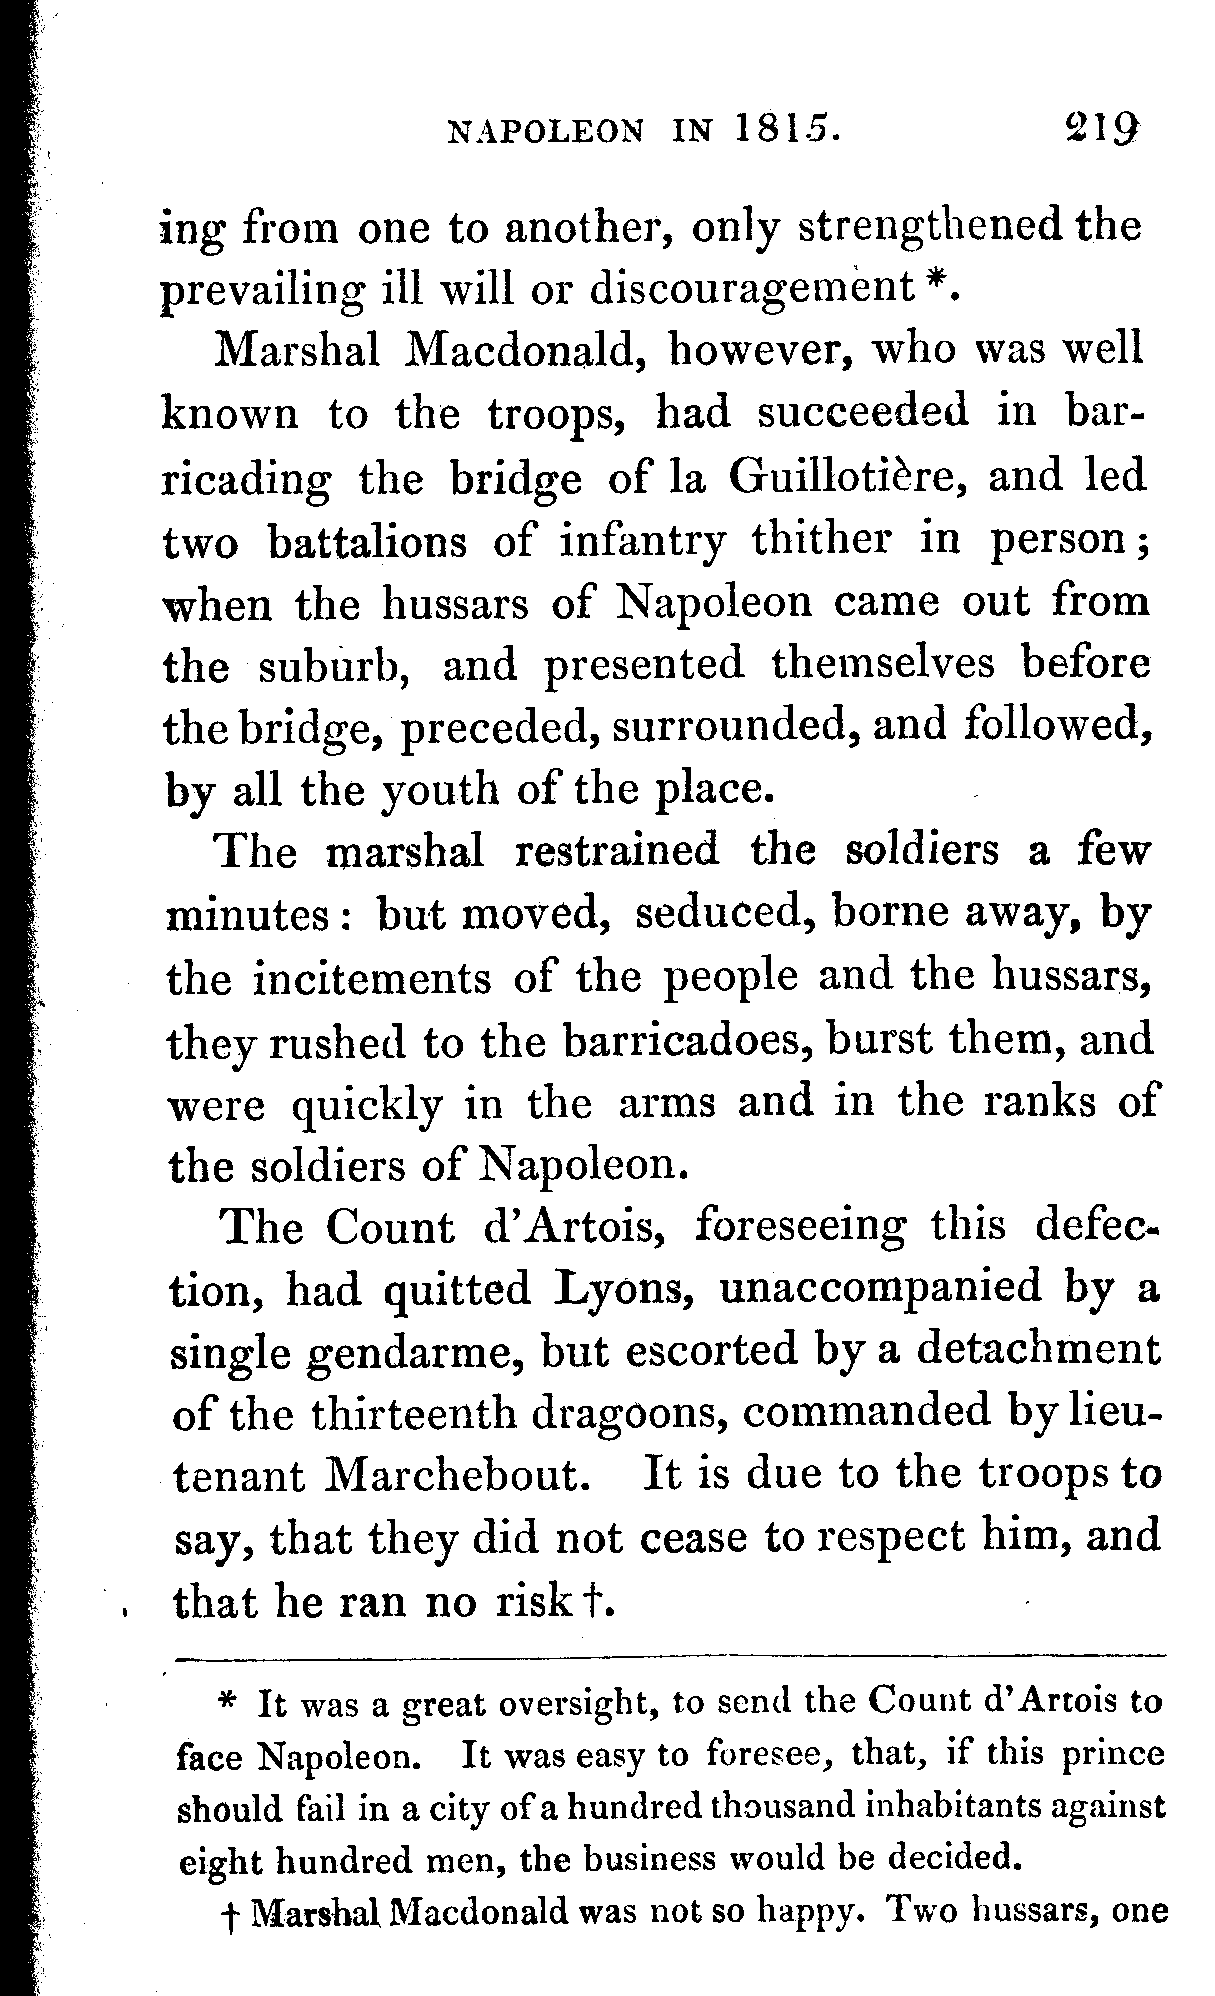 NAPOLEON IN 1815. 219
ing from one to another, only strengthened the
prevailing ill will or discouragement *.
Marshal Macdonald, however, who was well
known to the troops, had succeeded in bar-
ricading the bridge of la Guillotière, and led
two battalions of infantry thither in person;
when the hussars of Napoleon came out from
the suburb, and presented themselves before
the bridge, preceded, surrounded, and followed,
by all the youth of the place.
The marshal restrained the soldiers a few
minutes: but moved, seduced, borne away, by
the incitements of the people and the hussars,
they rushed to the barricadoes, burst them, and
were quickly in the arms and in the ranks of
the soldiers of Napoleon.
The Count d'Artois, foreseeing this defec-
tion, had quitted Lyons, unaccompanied by a
single gendarme, but escorted by a detachment
of the thirteenth dragoons, commanded by lieu-
tenant Marchebout. It is due to the troops to
say, that they did not cease to respect him, and
that he ran no risk †.
* It was a great oversight, to send the Count d'Artois to
face Napoleon. It was easy to foresee, that, if this prince
should fail in a city of a hundred thousand inhabitants against
eight hundred men, the business would be decided.
† Marshal Macdonald was not so happy. Two hussars, one